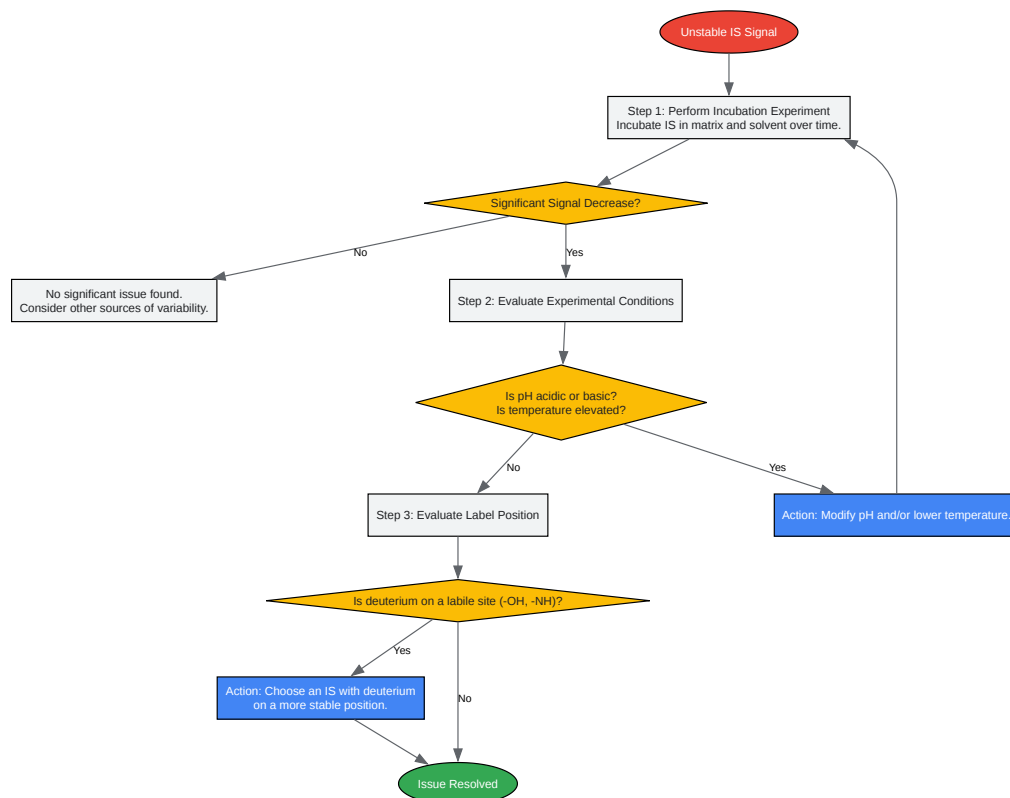 Unstable IS Signal
Step 1: Perform Incubation Experiment
Incubate IS in matrix and solvent over time.
Significant Signal Decrease?
No
Yes
No significant issue found.
Consider other sources of variability.
Step 2: Evaluate Experimental Conditions
Is pH acidic or basic?
Is temperature elevated?
No
Yes
Step 3: Evaluate Label Position
Action: Modify pH and/or lower temperature.
Is deuterium on a labile site (-OH, -NH)?
Yes
Action: Choose an IS with deuterium
on a more stable position.
No
Issue Resolved